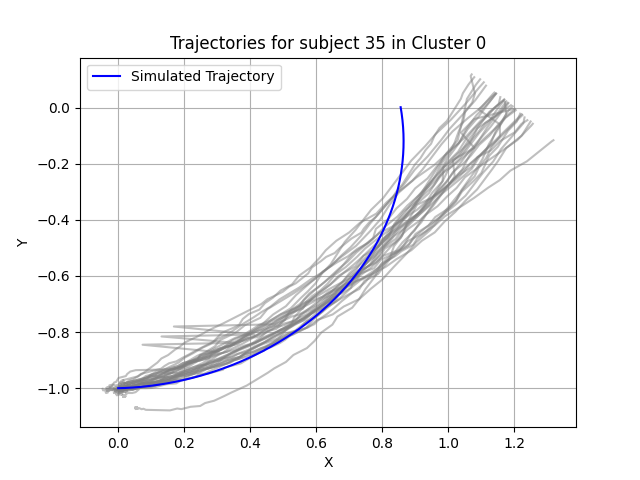 Trajectories for subject 35 in Cluster 0
Simulated Trajectory
0.0
−0.2
−0.4
−0.6
−0.8
−1.0
Y
0.0 0.2 0.4 0.6 0.8 1.0 1.2
X